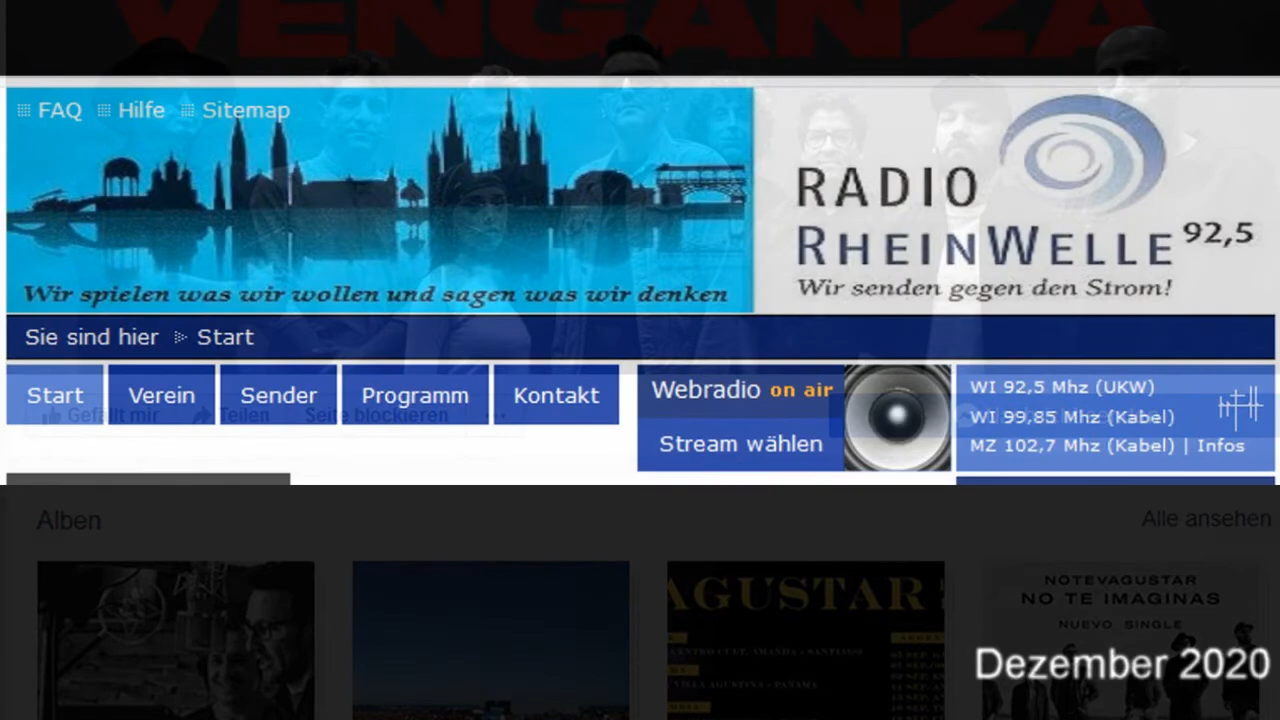 VENGANZA
FAQ Hilfe Sitemap
RADIO
RHEINWELLE 92,5
Wir spielen was wir wollen und sagen was wir denken
Wir senden gegen den Strom!
Sie sind hier Start
Start Verein Sender Programm Kontakt
Webradio on air
Stream wählen
WI 92,5 Mhz (UKW)
WI 99,85 Mhz (Kabel)
MZ 102,7 Mhz (Kabel) | Infos
Gefällt mir Teilen Seite blockieren ...
Alben
Alle ansehen
AGUSTAR
NOTEVAGUSTAR
NO TE IMAGINAS
NUEVO SINGLE
Dezember 2020